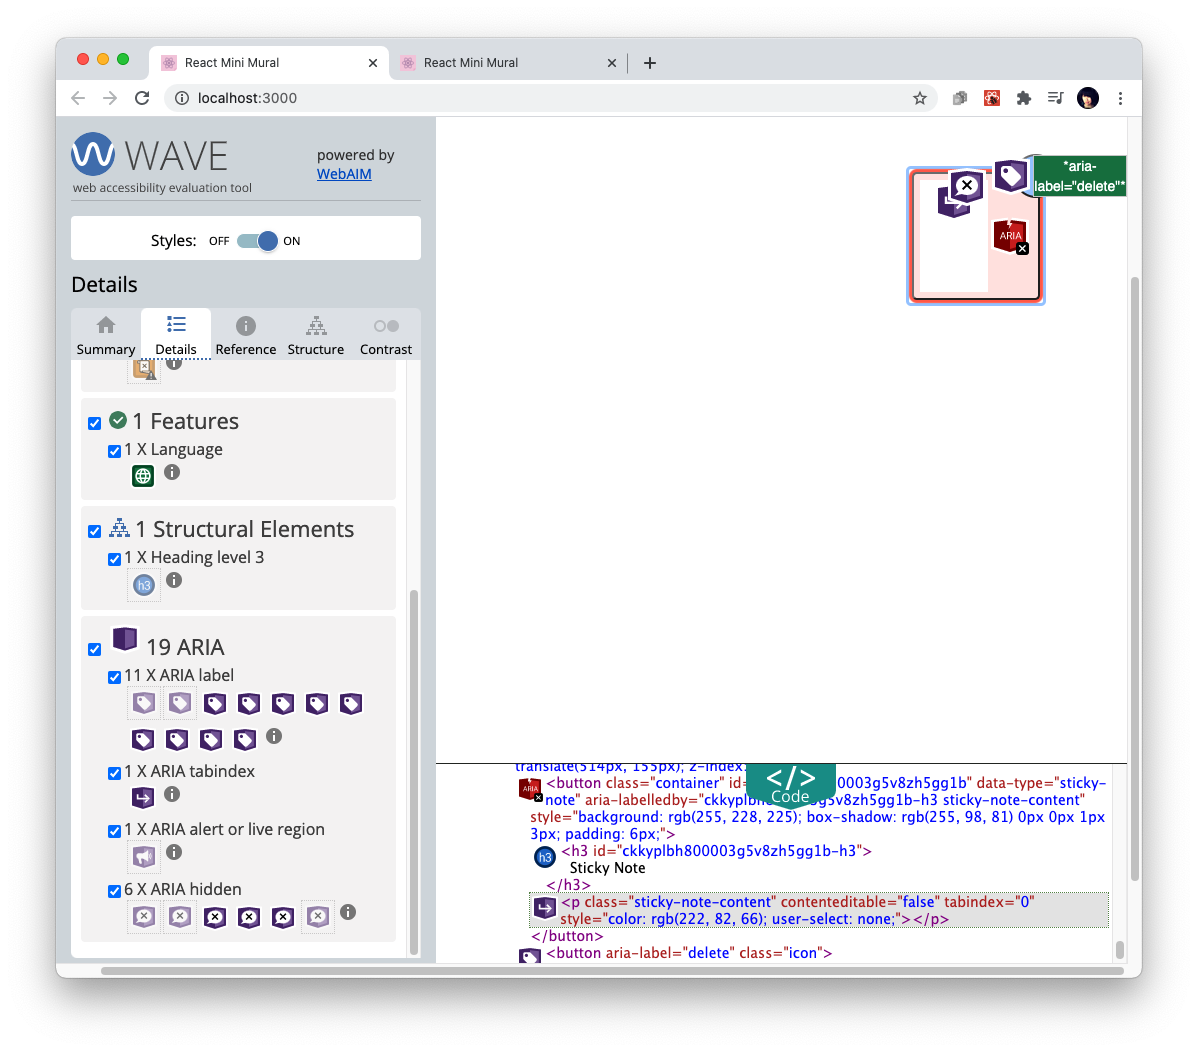 React Mini Mural
React Mini Mural
localhost:3000
WAVE
web accessibility evaluation tool
powered by
WebAIM
Styles: OFF ON
Details
Summary Details Reference Structure Contrast
1 Features
1 X Language
1 Structural Elements
1 X Heading level 3
h3
19 ARIA
11 X ARIA label
1 X ARIA tabindex
1 X ARIA alert or live region
6 X ARIA hidden
*aria-
label="delete"*
ARIA
translate(514px, 155px); z-index:
</>
Code
ARIA
<button class="container" id= 0003g5v8zh5gg1b" data-type="sticky-
note" aria-labelledby="ckkyplbh 3g5v8zh5gg1b-h3 sticky-note-content"
style="background: rgb(255, 228, 225); box-shadow: rgb(255, 98, 81) 0px 0px 1px
3px; padding: 6px;">
h3 <h3 id="ckkyplbh800003g5v8zh5gg1b-h3">
Sticky Note
</h3>
<p class="sticky-note-content" contenteditable="false" tabindex="0"
style="color: rgb(222, 82, 66); user-select: none;"></p>
</button>
<button aria-label="delete" class="icon">